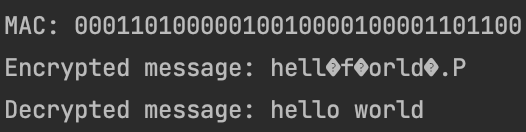 MAC: 00011010000010010000100001101100
Encrypted message: hell�f�orld�.P
Decrypted message: hello world